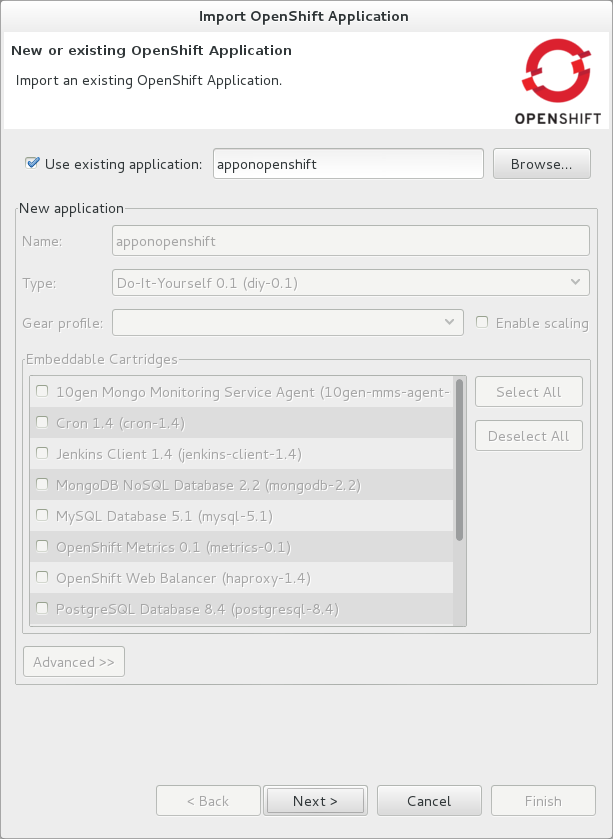 Import OpenShift Application
New or existing OpenShift Application
Import an existing OpenShift Application.
OPENSHIFT
Use existing application: apponopenshift Browse...
New application
Name: apponopenshift
Type: Do-It-Yourself 0.1 (diy-0.1)
Gear profile: Enable scaling
Embeddable Cartridges
10gen Mongo Monitoring Service Agent (10gen-mms-agent- Select All
Cron 1.4 (cron-1.4)
Deselect All
Jenkins Client 1.4 (jenkins-client-1.4)
MongoDB NoSQL Database 2.2 (mongodb-2.2)
MySQL Database 5.1 (mysql-5.1)
OpenShift Metrics 0.1 (metrics-0.1)
OpenShift Web Balancer (haproxy-1.4)
PostgreSQL Database 8.4 (postgresql-8.4)
Advanced >>
< Back Next > Cancel Finish